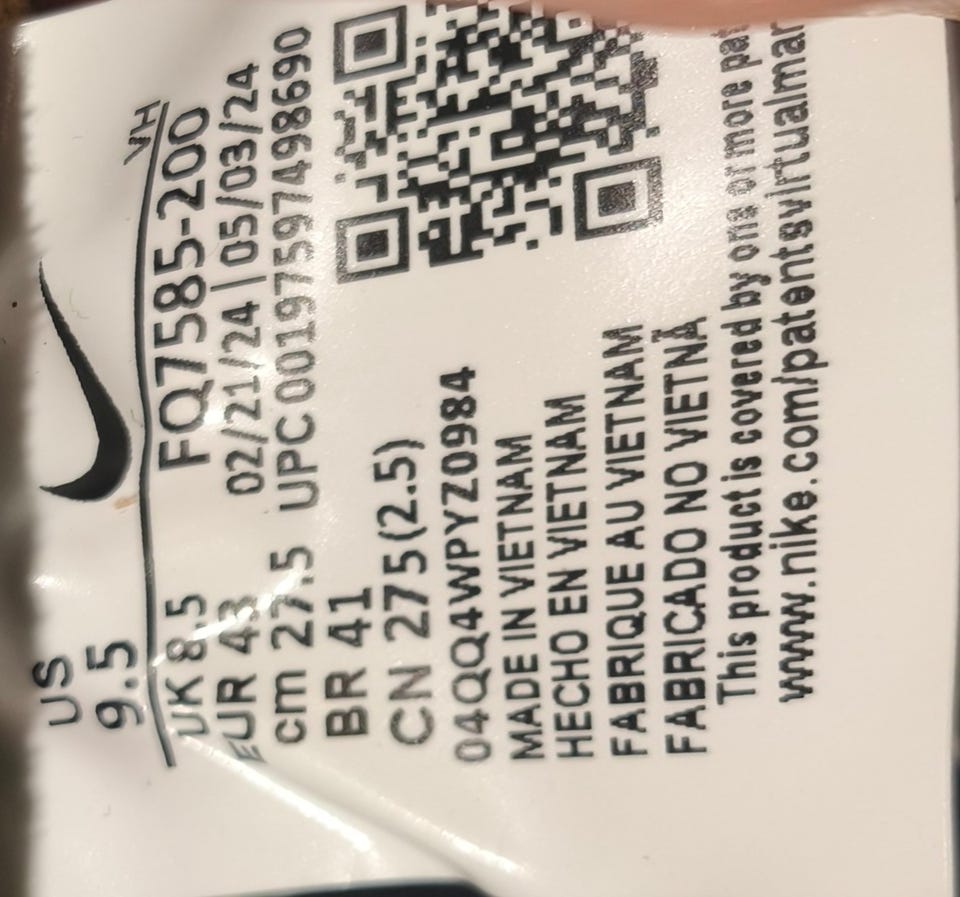 US
9.5
VH
UK 8.5
FQ7585-200
EUR 43
02/21/24 | 05/03/24
cm 27.5
UPC 00197597498690
BR 41
CN 275(2.5)
04QQ4WPYZ0984
MADE IN VIETNAM
HECHO EN VIETNAM
FABRIQUE AU VIETNAM
FABRICADO NO VIETNÃ
This product is covered by one or more
www.nike.com/patentsvirtualmar